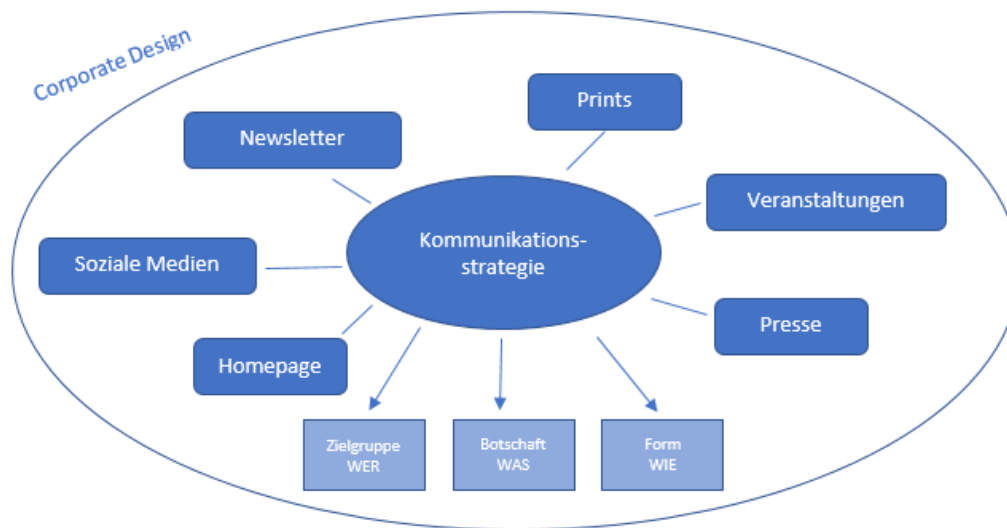 Corporate Design
Prints
Newsletter
Veranstaltungen
Kommunikations-
strategie
Soziale Medien
Presse
Homepage
Zielgruppe
WER
Botschaft
WAS
Form
WIE